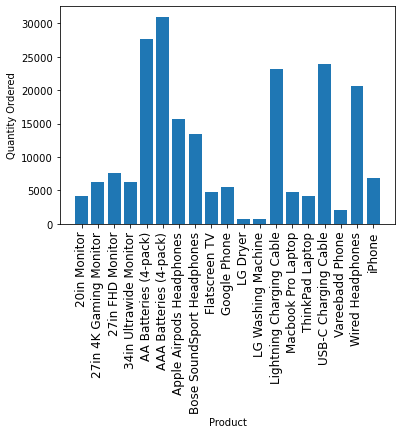 Quantity Ordered
30000
25000
20000
15000
10000
5000
0
20in Monitor
27in 4K Gaming Monitor
27in FHD Monitor
34in Ultrawide Monitor
AA Batteries (4-pack)
AAA Batteries (4-pack)
Apple Airpods Headphones
Bose SoundSport Headphones
Flatscreen TV
Google Phone
LG Dryer
LG Washing Machine
Lightning Charging Cable
Macbook Pro Laptop
ThinkPad Laptop
USB-C Charging Cable
Vareebadd Phone
Wired Headphones
iPhone
Product